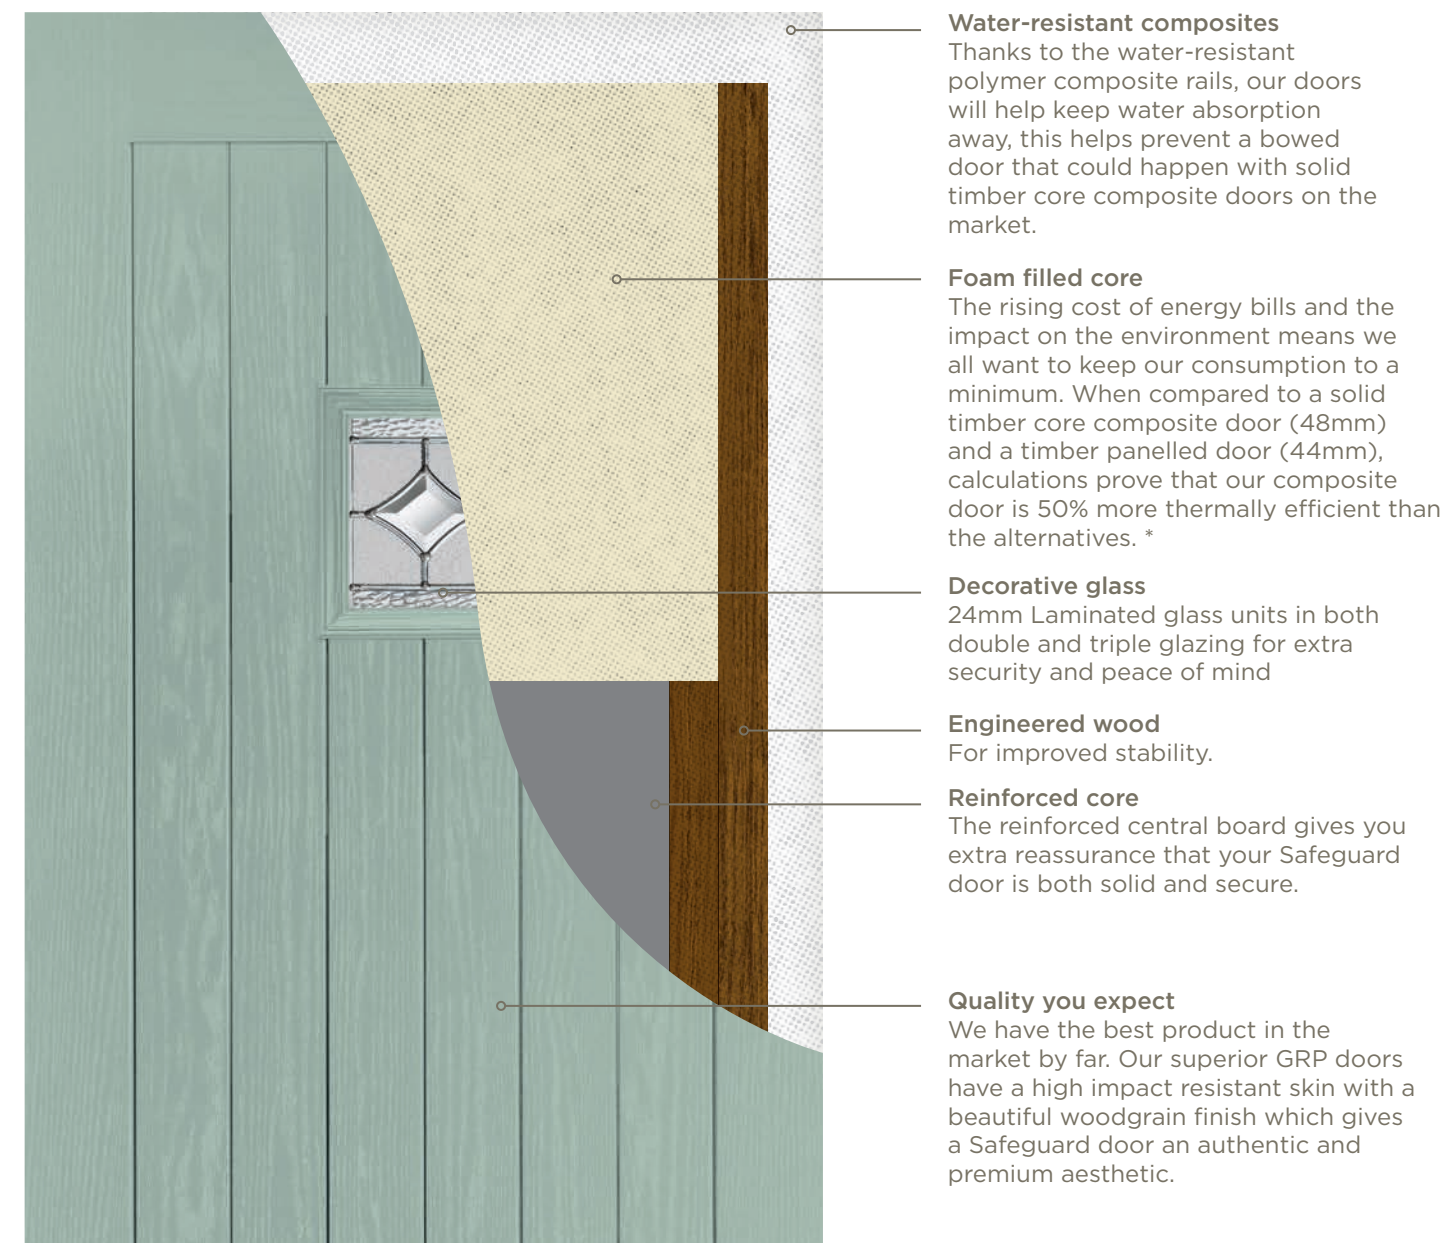 Water-resistant composites
Thanks to the water-resistant
polymer composite rails, our doors
will help keep water absorption
away, this helps prevent a bowed
door that could happen with solid
timber core composite doors on the
market.
Foam filled core
The rising cost of energy bills and the
impact on the environment means we
all want to keep our consumption to a
minimum. When compared to a solid
timber core composite door (48mm)
and a timber panelled door (44mm),
calculations prove that our composite
door is 50% more thermally efficient than
the alternatives. *
Decorative glass
24mm Laminated glass units in both
double and triple glazing for extra
security and peace of mind
Engineered wood
For improved stability.
Reinforced core
The reinforced central board gives you
extra reassurance that your Safeguard
door is both solid and secure.
Quality you expect
We have the best product in the
market by far. Our superior GRP doors
have a high impact resistant skin with a
beautiful woodgrain finish which gives
a Safeguard door an authentic and
premium aesthetic.